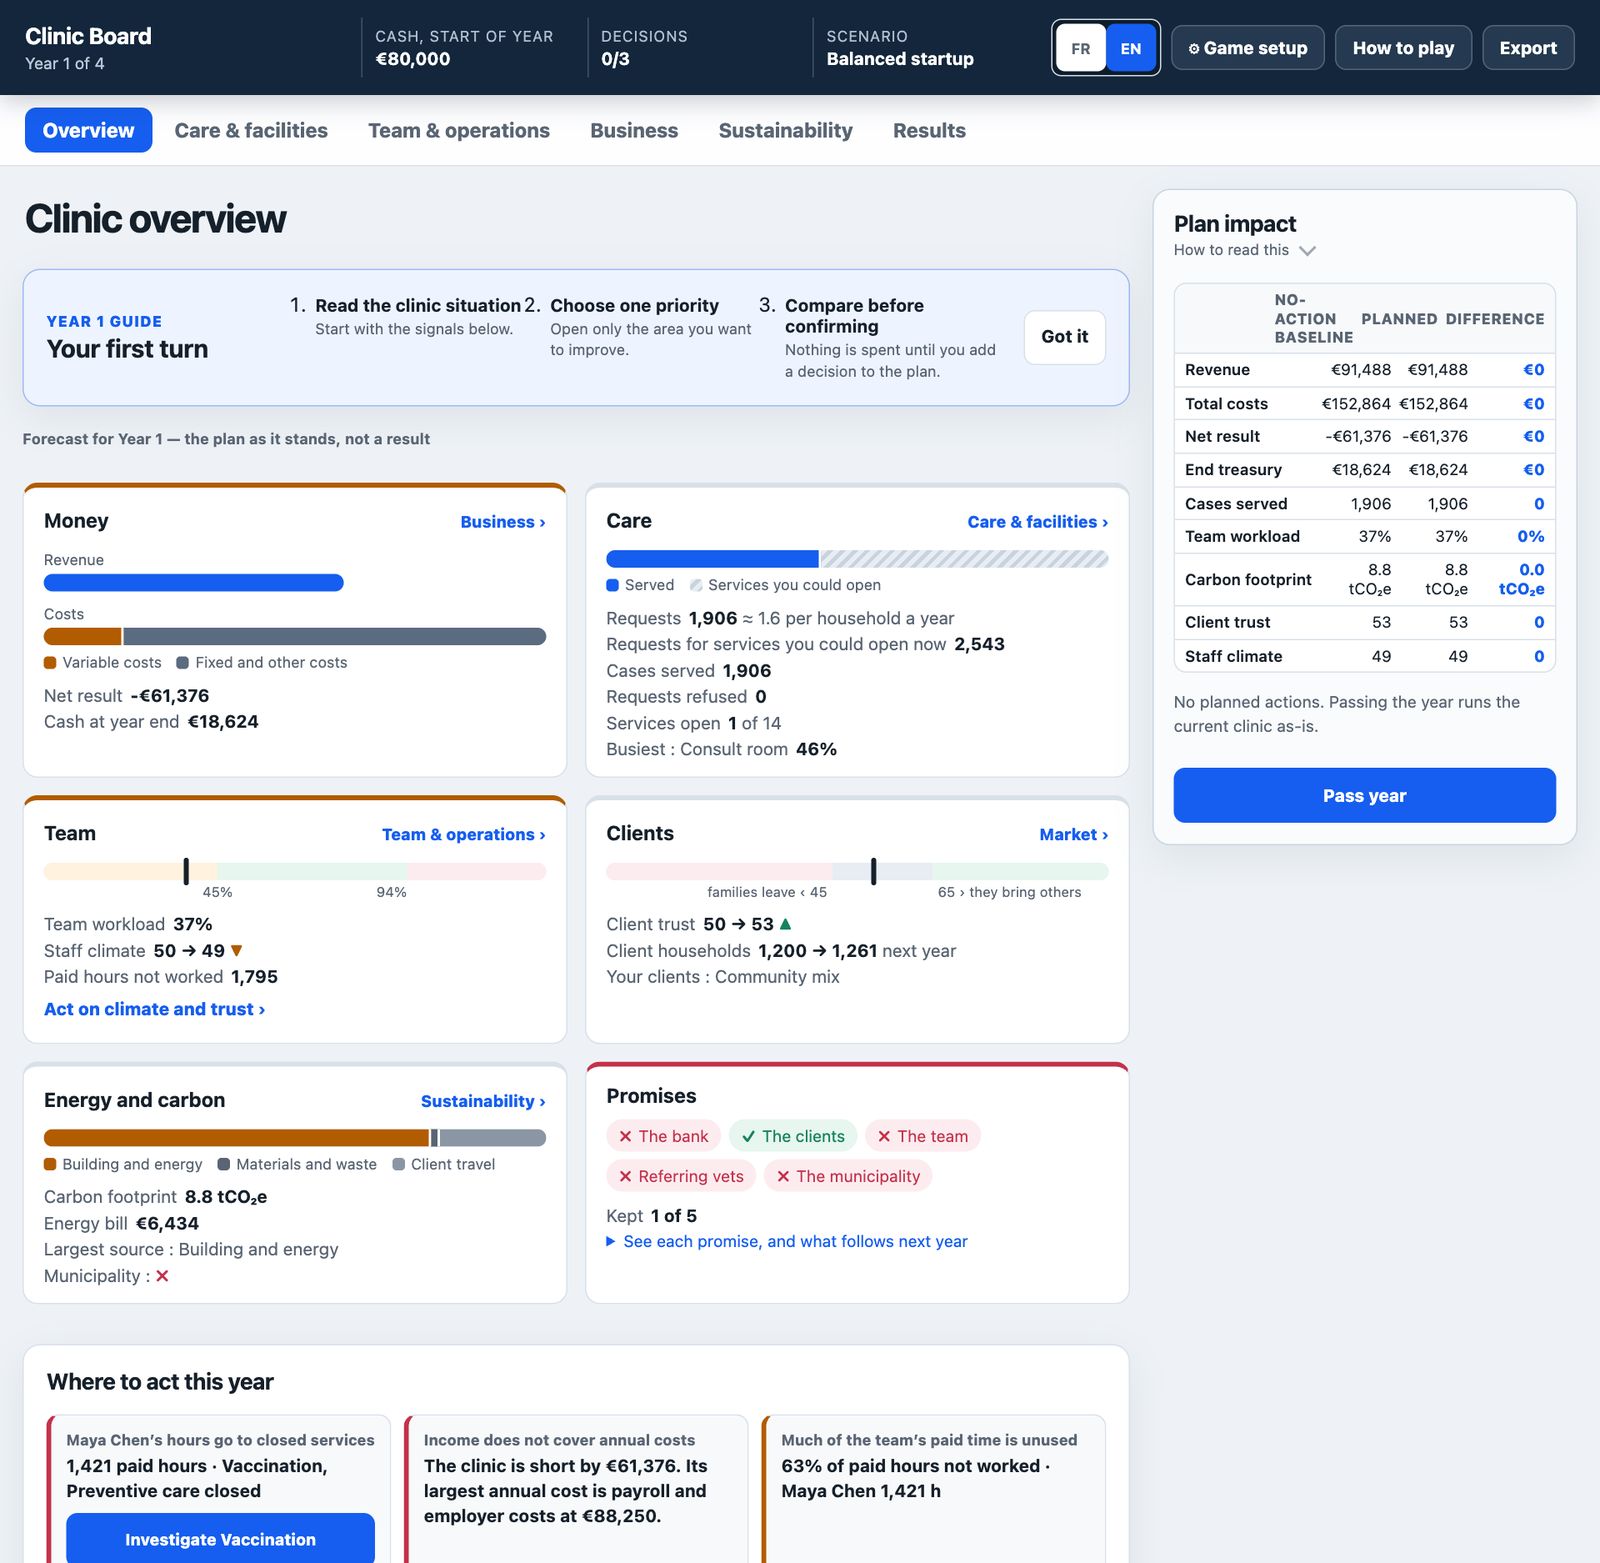 Clinic Board
Year 1 of 4
CASH, START OF YEAR
€80,000
DECISIONS
0/3
SCENARIO
Balanced startup
FR
EN
⚙ Game setup
How to play
Export
Overview
Care & facilities
Team & operations
Business
Sustainability
Results
Clinic overview
YEAR 1 GUIDE
Your first turn
1. Read the clinic situation
Start with the signals below.
2. Choose one priority
Open only the area you want
to improve.
3. Compare before
confirming
Nothing is spent until you add
a decision to the plan.
Got it
Forecast for Year 1 — the plan as it stands, not a result
Money
Business ›
Revenue
Costs
Variable costs
Fixed and other costs
Net result -€61,376
Cash at year end €18,624
Care
Care & facilities ›
Served
Services you could open
Requests 1,906 ≈ 1.6 per household a year
Requests for services you could open now 2,543
Cases served 1,906
Requests refused 0
Services open 1 of 14
Busiest : Consult room 46%
Team
Team & operations ›
45%
94%
Team workload 37%
Staff climate 50 → 49 ▼
Paid hours not worked 1,795
Act on climate and trust ›
Clients
Market ›
families leave ‹ 45
65 › they bring others
Client trust 50 → 53 ▲
Client households 1,200 → 1,261 next year
Your clients : Community mix
Energy and carbon
Sustainability ›
Building and energy
Materials and waste
Client travel
Carbon footprint 8.8 tCO₂e
Energy bill €6,434
Largest source : Building and energy
Municipality : ✕
Promises
✕ The bank
✓ The clients
✕ The team
✕ Referring vets
✕ The municipality
Kept 1 of 5
▶ See each promise, and what follows next year
Where to act this year
Maya Chen's hours go to closed services
1,421 paid hours · Vaccination,
Preventive care closed
Investigate Vaccination
Income does not cover annual costs
The clinic is short by €61,376. Its
largest annual cost is payroll and
employer costs at €88,250.
Much of the team's paid time is unused
63% of paid hours not worked ·
Maya Chen 1,421 h
Plan impact
How to read this
NO-
ACTION
BASELINE
PLANNED
DIFFERENCE
Revenue €91,488 €91,488 €0
Total costs €152,864 €152,864 €0
Net result -€61,376 -€61,376 €0
End treasury €18,624 €18,624 €0
Cases served 1,906 1,906 0
Team workload 37% 37% 0%
Carbon footprint 8.8 tCO₂e 8.8 tCO₂e 0.0 tCO₂e
Client trust 53 53 0
Staff climate 49 49 0
No planned actions. Passing the year runs the
current clinic as-is.
Pass year